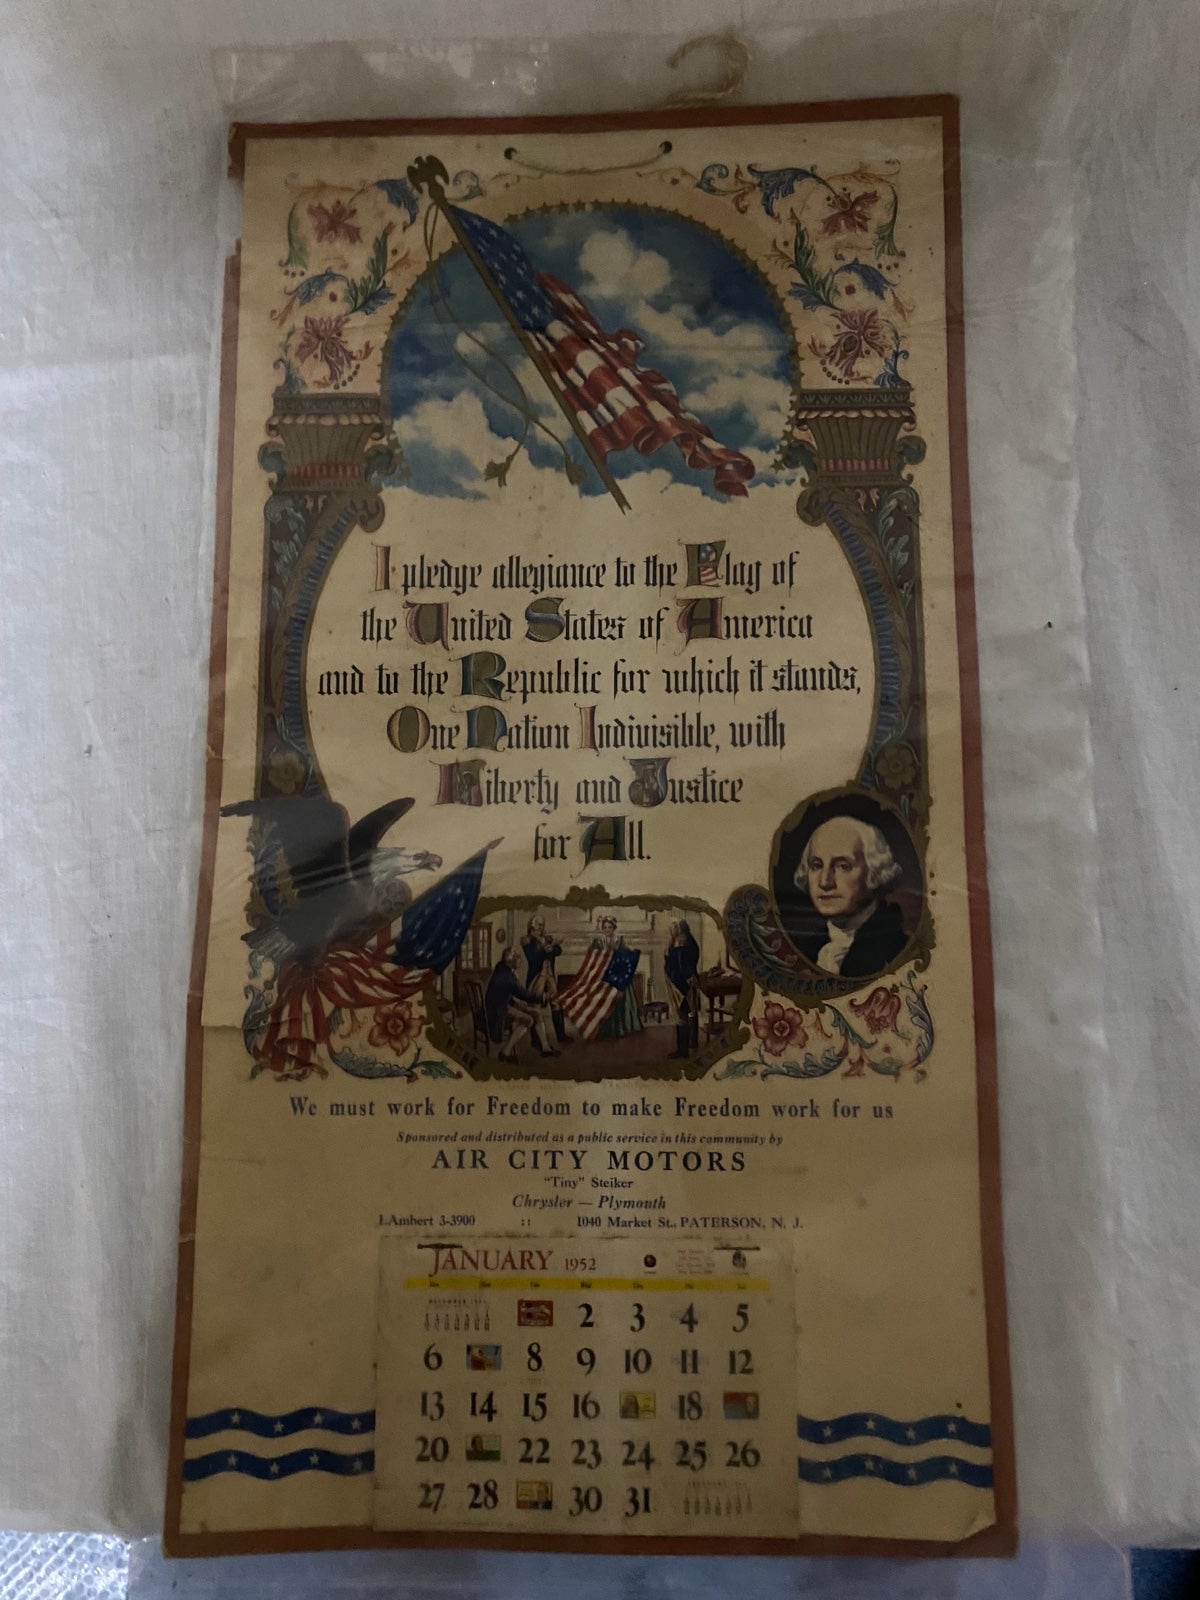 I pledge allegiance to the Flag of
the United States of America
and to the Republic for which it stands,
One Nation Indivisible, with
Liberty and Justice
for All.
We must work for Freedom to make Freedom work for us
Sponsored and distributed as a public service in this community by
AIR CITY MOTORS
"Tiny" Steiker
Chrysler — Plymouth
LAmbert 3-3900 :: 1040 Market St., PATERSON, N. J.
JANUARY 1952
2 3 4 5
6 8 9 10 11 12
13 14 15 16 18
20 22 23 24 25 26
27 28 30 31